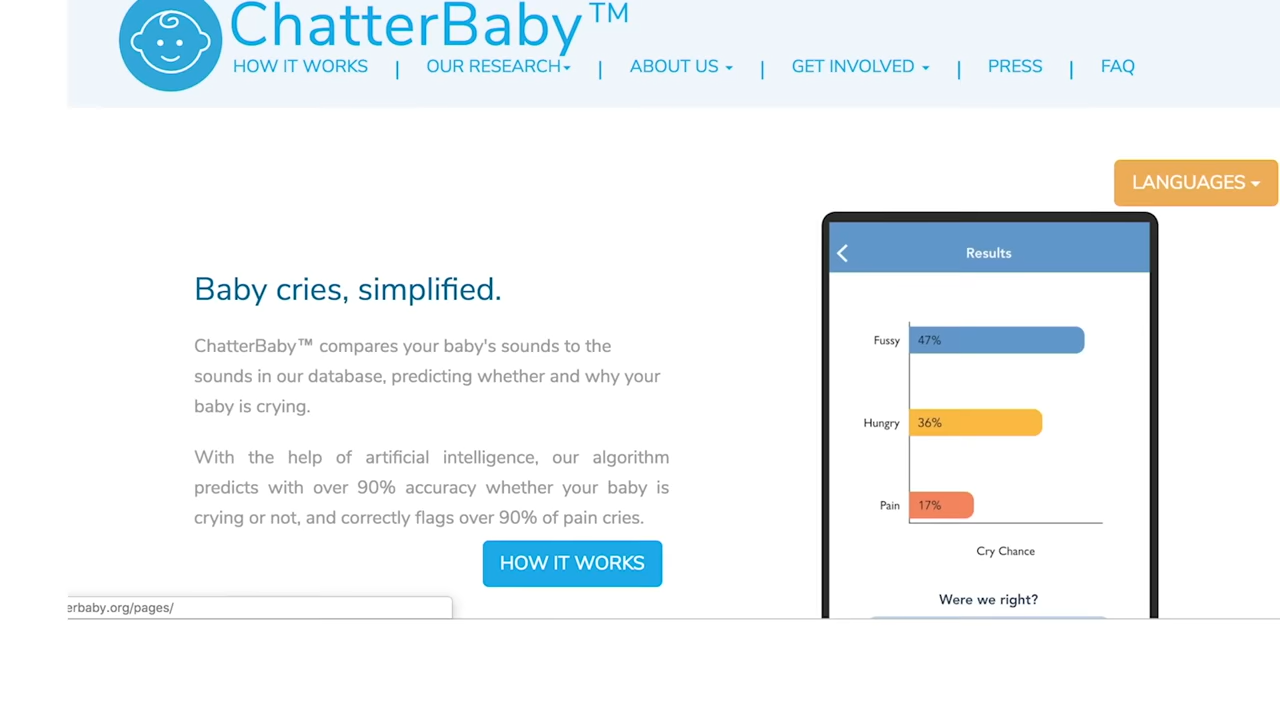 ChatterBaby™
HOW IT WORKS | OUR RESEARCH | ABOUT US | GET INVOLVED | PRESS | FAQ
LANGUAGES
Baby cries, simplified.
ChatterBaby™ compares your baby's sounds to the
sounds in our database, predicting whether and why your
baby is crying.
With the help of artificial intelligence, our algorithm
predicts with over 90% accuracy whether your baby is
crying or not, and correctly flags over 90% of pain cries.
HOW IT WORKS
Results
Fussy 47%
Hungry 36%
Pain 17%
Cry Chance
Were we right?
erbaby.org/pages/